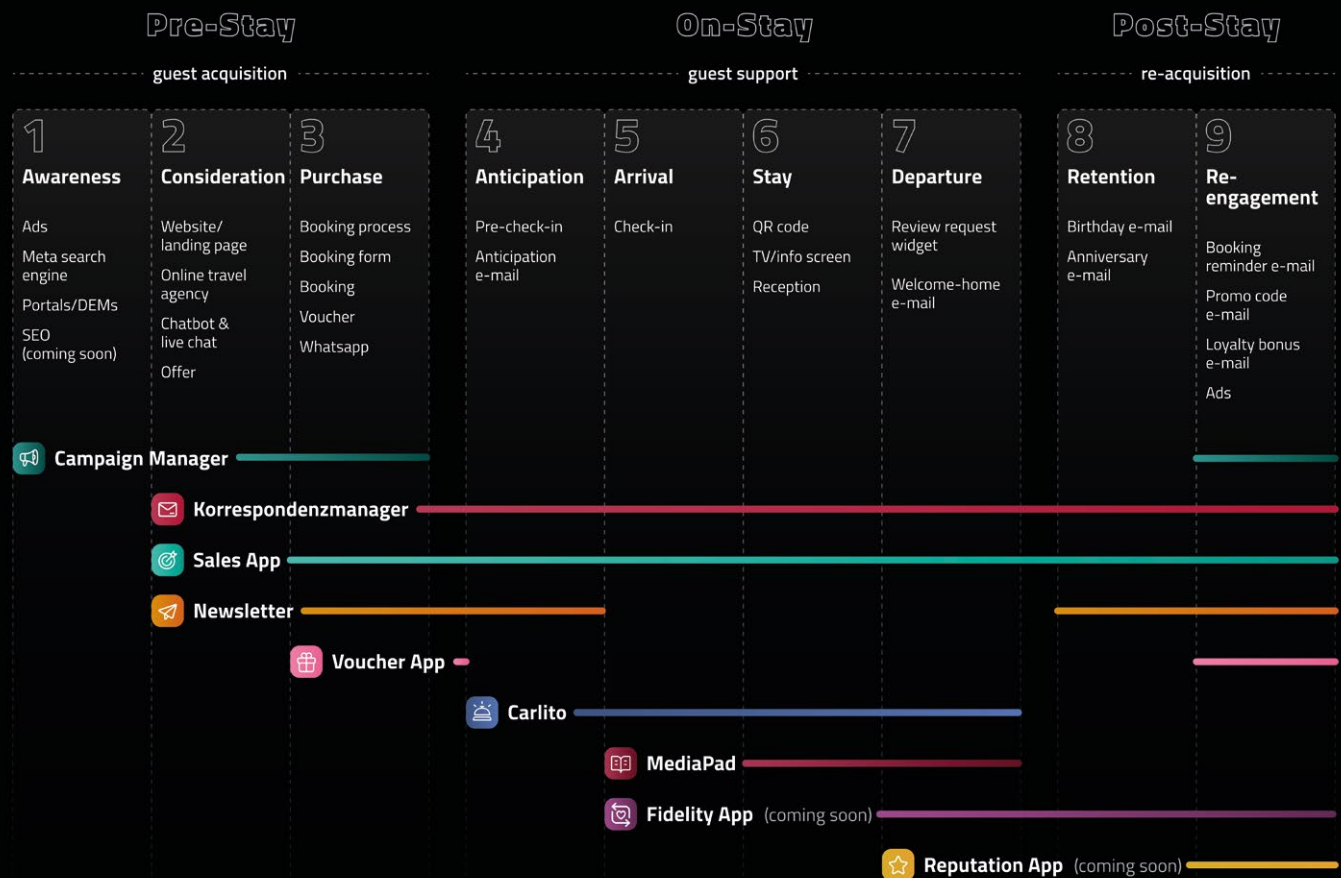 Pre-Stay
On-Stay
Post-Stay
guest acquisition
guest support
re-acquisition
1
Awareness
Ads
Meta search
engine
Portals/DEMs
SEO
(coming soon)
2
Consideration
Website/
landing page
Online travel
agency
Chatbot &
live chat
Offer
3
Purchase
Booking process
Booking form
Booking
Voucher
Whatsapp
4
Anticipation
Pre-check-in
Anticipation
e-mail
5
Arrival
Check-in
6
Stay
QR code
TV/info screen
Reception
7
Departure
Review request
widget
Welcome-home
e-mail
8
Retention
Birthday e-mail
Anniversary
e-mail
9
Re-
engagement
Booking
reminder e-mail
Promo code
e-mail
Loyalty bonus
e-mail
Ads
Campaign Manager
Korrespondenzmanager
Sales App
Newsletter
Voucher App
Carlito
MediaPad
Fidelity App (coming soon)
Reputation App (coming soon)